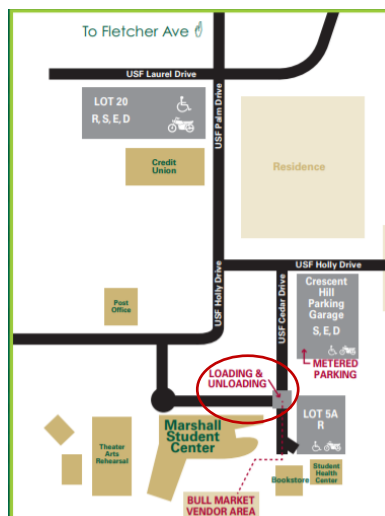 To Fletcher Ave
USF Laurel Drive
LOT 20
R, S, E, D
USF Palm Drive
Credit
Union
Residence
USF Holly Drive
USF Holly Drive
USF Cedar Drive
Crescent
Hill
Parking
Garage
S, E, D
METERED
PARKING
Post
Office
LOADING &
UNLOADING
LOT 5A
R
Marshall
Student
Center
Theater
Arts
Rehearsal
Bookstore
Student
Health
Center
BULL MARKET
VENDOR AREA